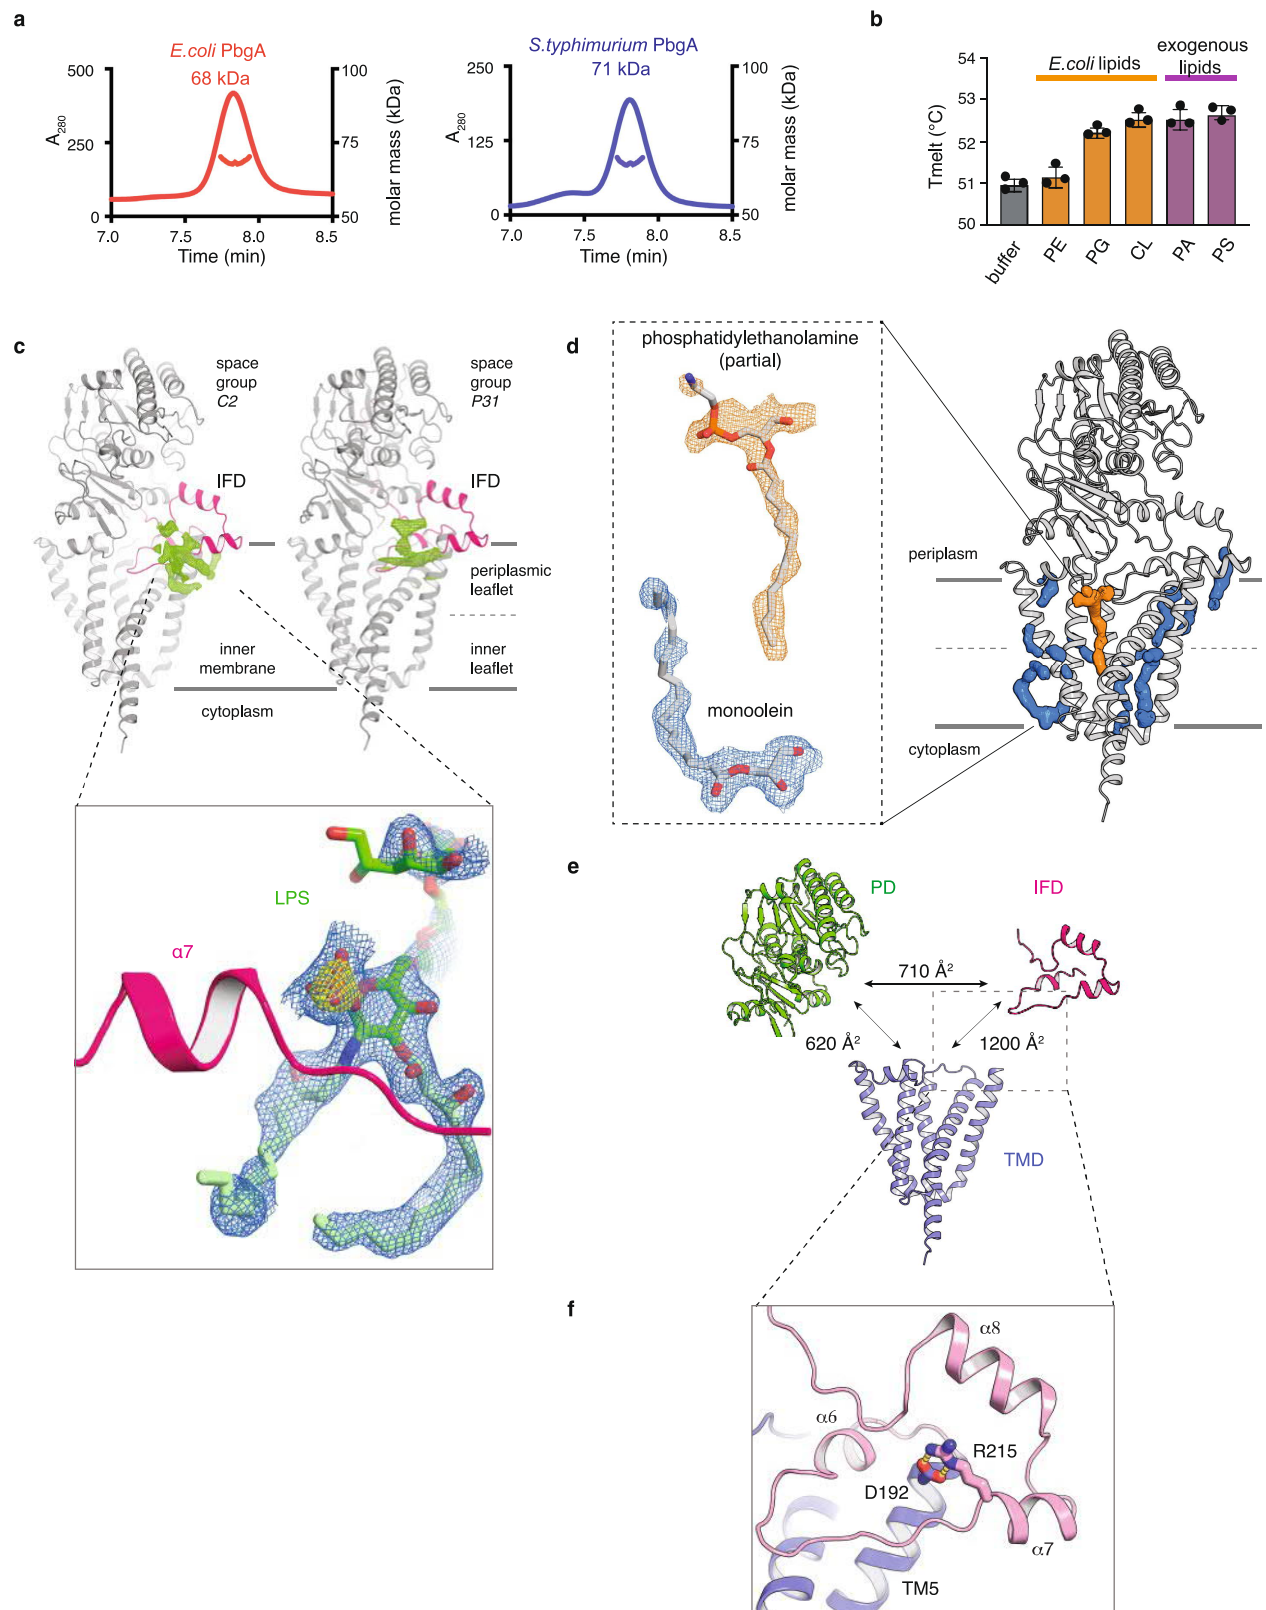 a
E.coli PbgA
68 kDa
500
250
0
A280
100
75
50
molar mass (kDa)
7.0
7.5
8.0
8.5
Time (min)
S.typhimurium PbgA
71 kDa
250
125
0
A280
100
75
50
molar mass (kDa)
7.0
7.5
8.0
8.5
Time (min)
b
E.coli lipids
exogenous
lipids
54
53
52
51
50
Tmelt (°C)
buffer
PE
PG
CL
PA
PS
c
space
group
C2
space
group
P31
IFD
IFD
periplasmic
leaflet
inner
membrane
inner
leaflet
cytoplasm
LPS
α7
d
phosphatidylethanolamine
(partial)
monoolein
periplasm
cytoplasm
e
PD
IFD
710 Å2
620 Å2
1200 Å2
TMD
f
α8
α6
R215
D192
α7
TM5